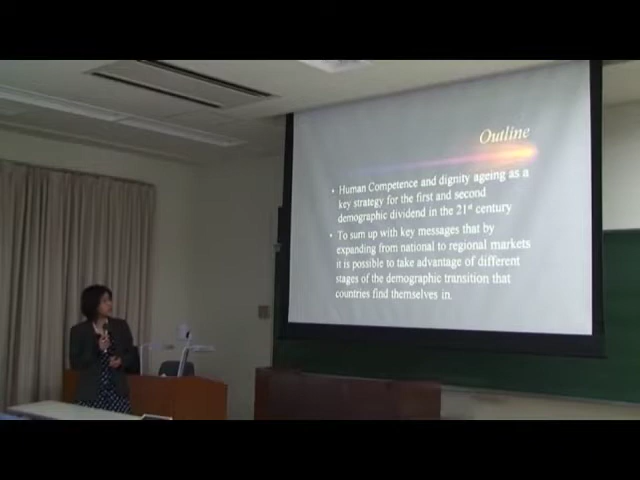 Outline
• Human Competence and dignity ageing as a
key strategy for the first and second
demographic dividend in the 21st century
• To sum up with key messages that by
expanding from national to regional markets
it is possible to take advantage of different
stages of the demographic transition that
countries find themselves in.